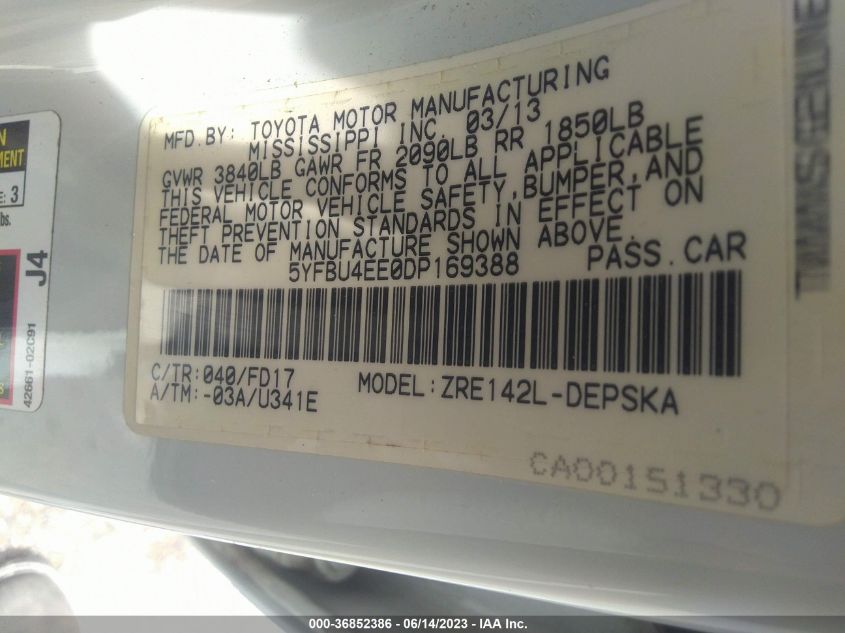 MFD. BY: TOYOTA MOTOR MANUFACTURING
MISSISSIPPI INC. 03/13
GVWR 3840LB GAWR FR 2090LB RR 1850LB
THIS VEHICLE CONFORMS TO ALL APPLICABLE
FEDERAL MOTOR VEHICLE SAFETY, BUMPER, AND
THEFT PREVENTION STANDARDS IN EFFECT ON
THE DATE OF MANUFACTURE SHOWN ABOVE.
5YFBU4EE0DP169388 PASS. CAR
C/TR: 040/FD17 MODEL: ZRE142L-DEPSKA
A/TM: -03A/U341E
CA00151330
J4
42661-02C91
000-36852386 - 06/14/2023 - IAA Inc.